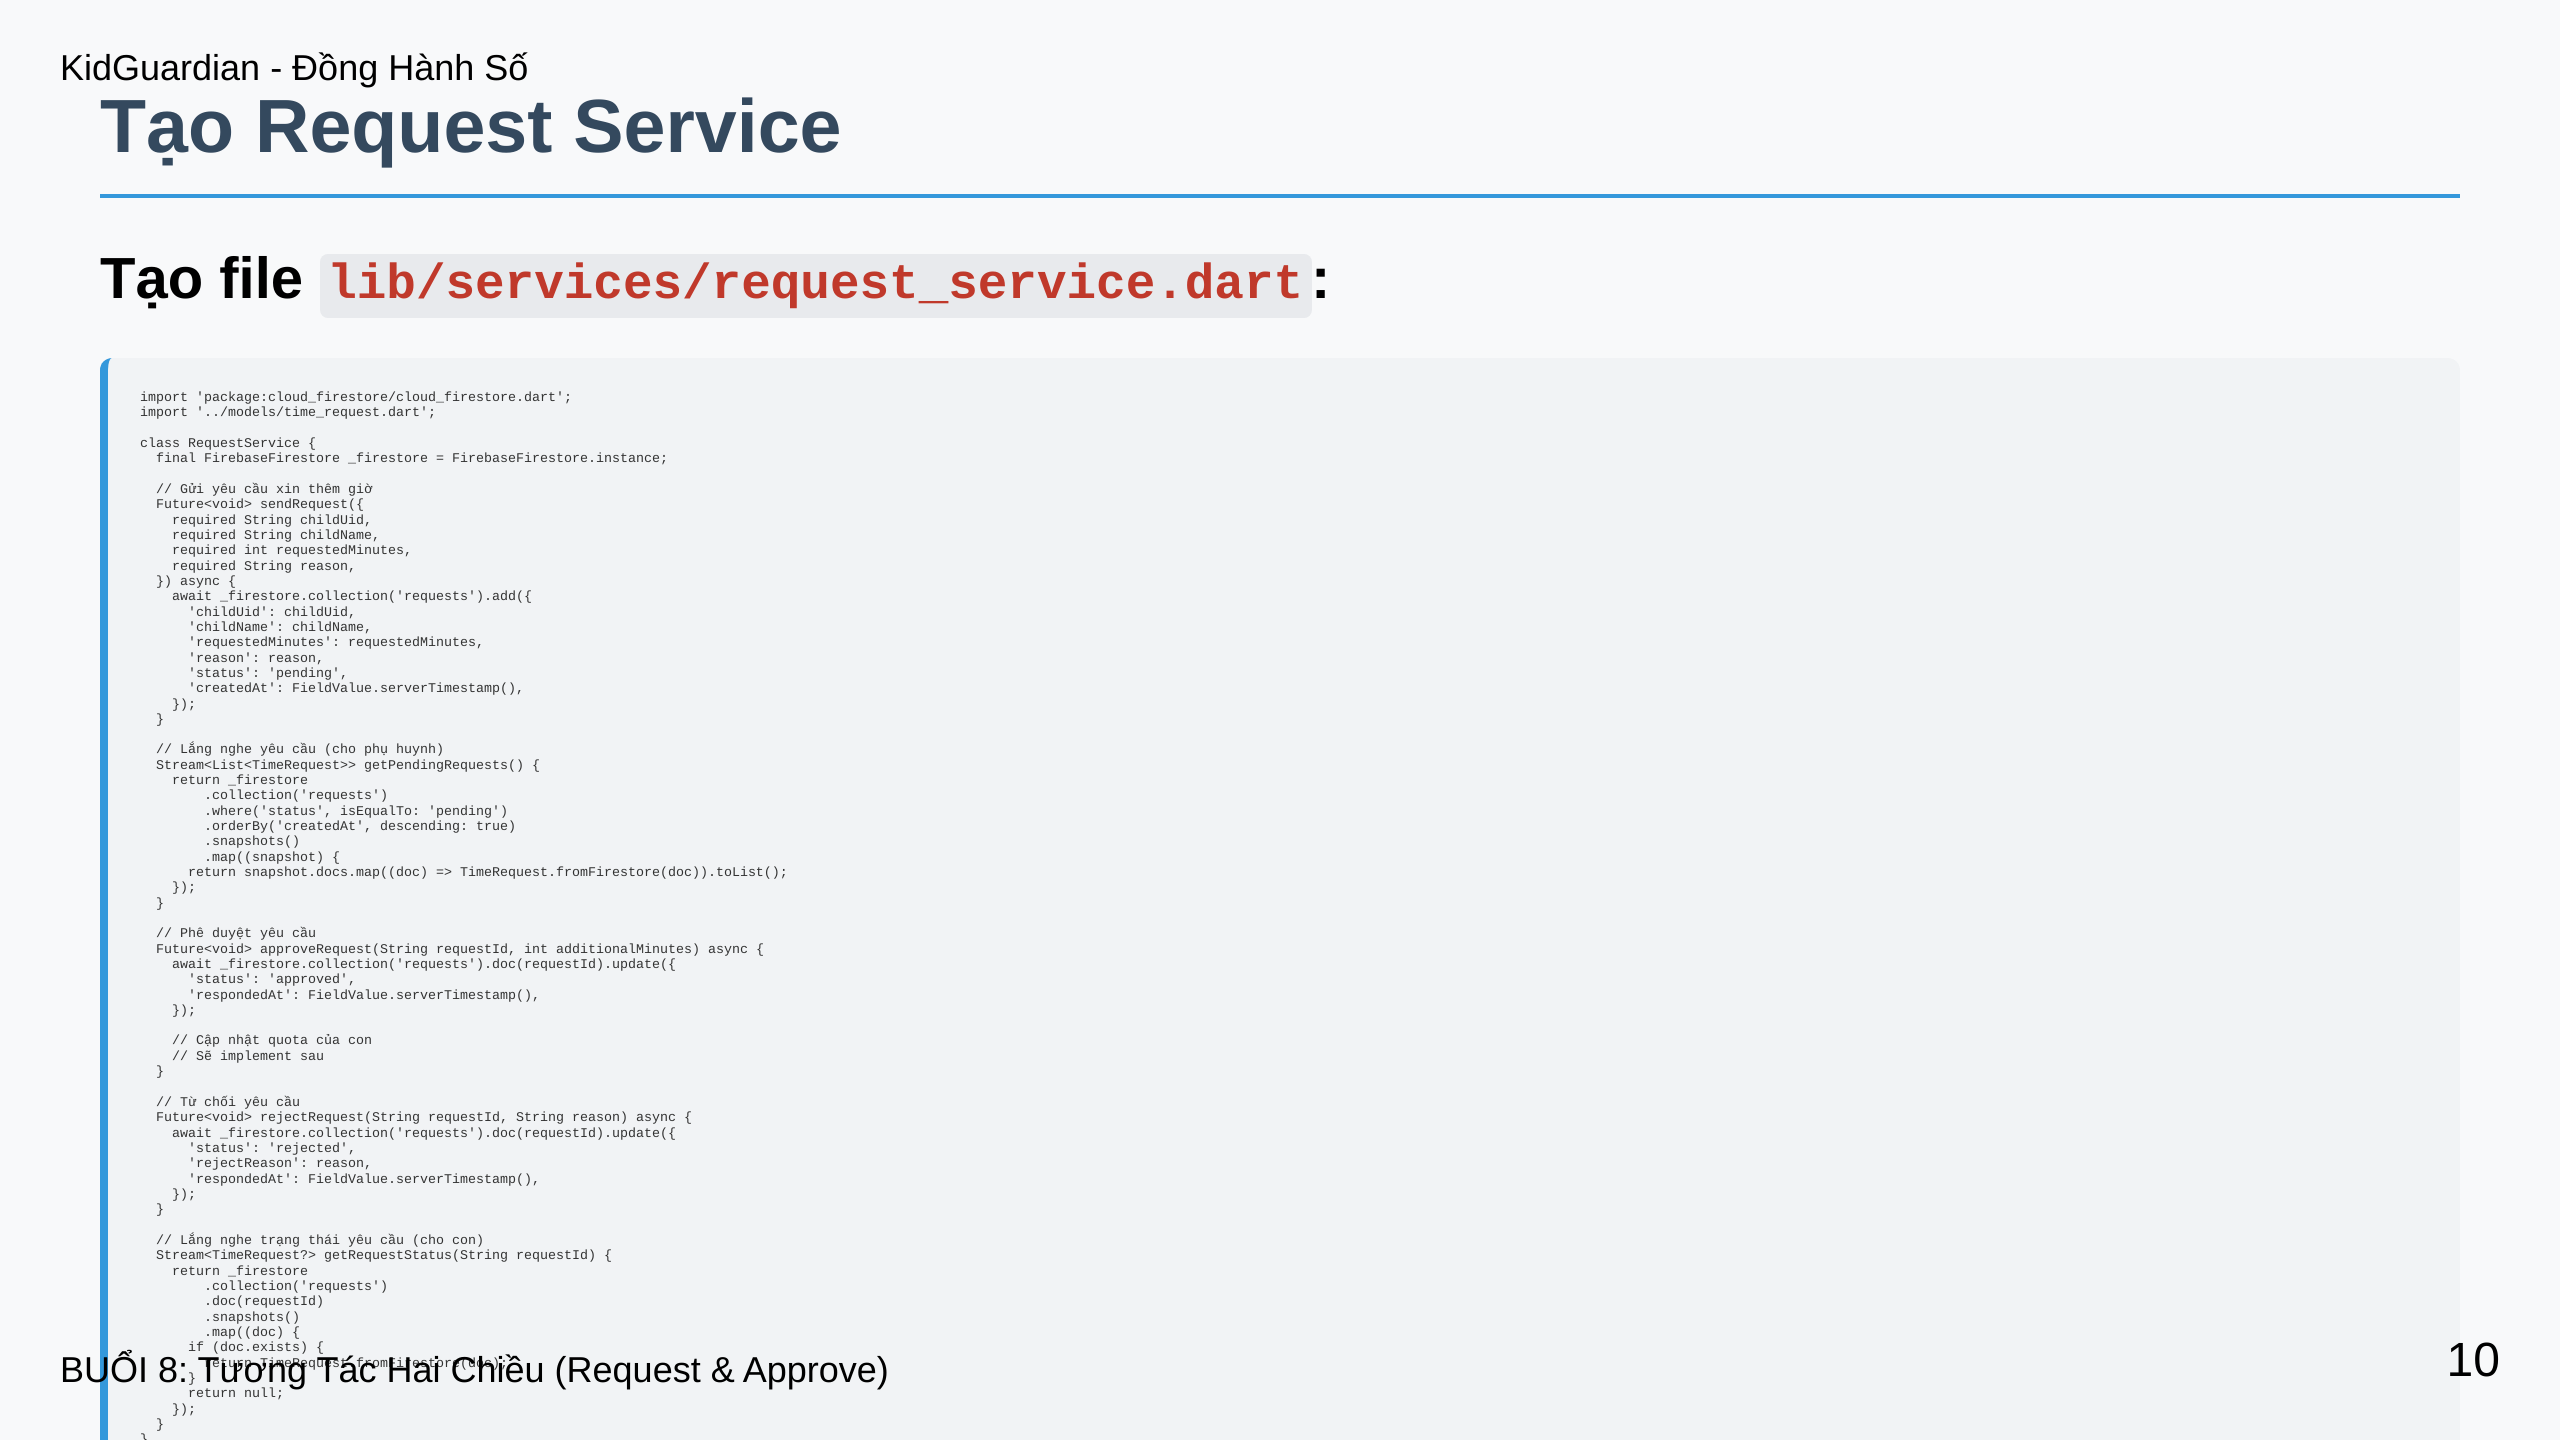 KidGuardian - Đồng Hành Số
Tạo Request Service
Tạo file lib/services/request_service.dart:
import 'package:cloud_firestore/cloud_firestore.dart';
import '../models/time_request.dart';

class RequestService {
  final FirebaseFirestore _firestore = FirebaseFirestore.instance;

  // Gửi yêu cầu xin thêm giờ
  Future<void> sendRequest({
    required String childUid,
    required String childName,
    required int requestedMinutes,
    required String reason,
  }) async {
    await _firestore.collection('requests').add({
      'childUid': childUid,
      'childName': childName,
      'requestedMinutes': requestedMinutes,
      'reason': reason,
      'status': 'pending',
      'createdAt': FieldValue.serverTimestamp(),
    });
  }

  // Lắng nghe yêu cầu (cho phụ huynh)
  Stream<List<TimeRequest>> getPendingRequests() {
    return _firestore
        .collection('requests')
        .where('status', isEqualTo: 'pending')
        .orderBy('createdAt', descending: true)
        .snapshots()
        .map((snapshot) {
      return snapshot.docs.map((doc) => TimeRequest.fromFirestore(doc)).toList();
    });
  }

  // Phê duyệt yêu cầu
  Future<void> approveRequest(String requestId, int additionalMinutes) async {
    await _firestore.collection('requests').doc(requestId).update({
      'status': 'approved',
      'respondedAt': FieldValue.serverTimestamp(),
    });

    // Cập nhật quota của con
    // Sẽ implement sau
  }

  // Từ chối yêu cầu
  Future<void> rejectRequest(String requestId, String reason) async {
    await _firestore.collection('requests').doc(requestId).update({
      'status': 'rejected',
      'rejectReason': reason,
      'respondedAt': FieldValue.serverTimestamp(),
    });
  }

  // Lắng nghe trạng thái yêu cầu (cho con)
  Stream<TimeRequest?> getRequestStatus(String requestId) {
    return _firestore
        .collection('requests')
        .doc(requestId)
        .snapshots()
        .map((doc) {
      if (doc.exists) {
        return TimeRequest.fromFirestore(doc);
      }
      return null;
    });
  }
}
BUỔI 8: Tương Tác Hai Chiều (Request & Approve)
10